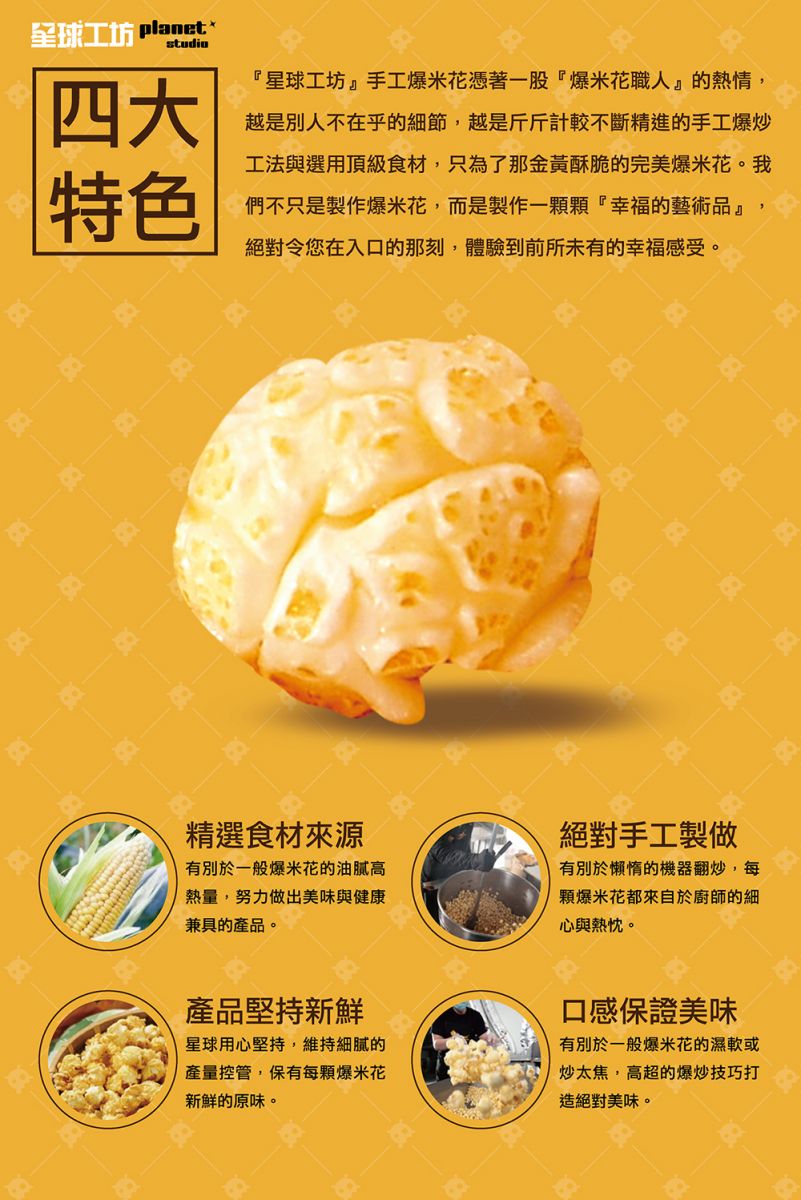 星球工坊 planet studio
四大
特色
『星球工坊』手工爆米花憑著一股『爆米花職人』的熱情，
越是別人不在乎的細節，越是斤斤計較不斷精進的手工爆炒
工法與選用頂級食材，只為了那金黃酥脆的完美爆米花。我
們不只是製作爆米花，而是製作一顆顆『幸福的藝術品』，
絕對令您在入口的那刻，體驗到前所未有的幸福感受。
精選食材來源
有別於一般爆米花的油膩高
熱量，努力做出美味與健康
兼具的產品。
絕對手工製做
有別於懶惰的機器翻炒，每
顆爆米花都來自於廚師的細
心與熱忱。
產品堅持新鮮
星球用心堅持，維持細膩的
產量控管，保有每顆爆米花
新鮮的原味。
口感保證美味
有別於一般爆米花的濕軟或
炒太焦，高超的爆炒技巧打
造絕對美味。